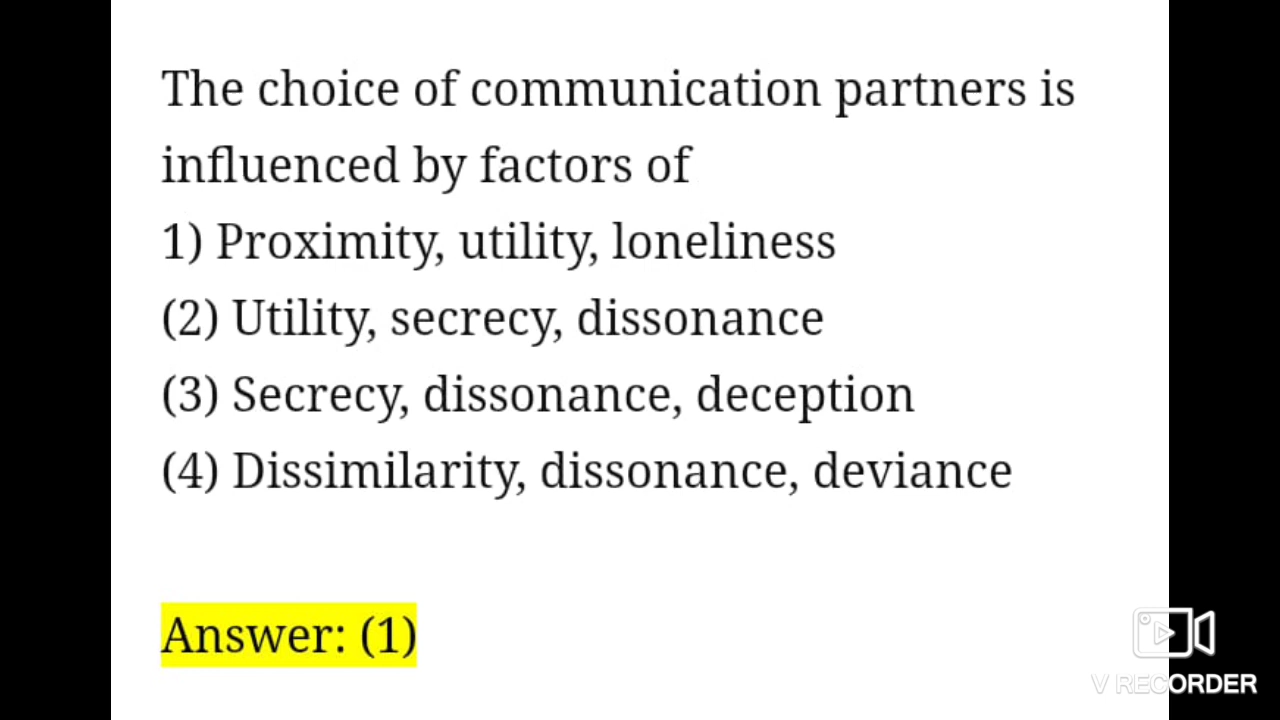 The choice of communication partners is
influenced by factors of
1) Proximity, utility, loneliness
(2) Utility, secrecy, dissonance
(3) Secrecy, dissonance, deception
(4) Dissimilarity, dissonance, deviance
Answer: (1)
V RECORDER